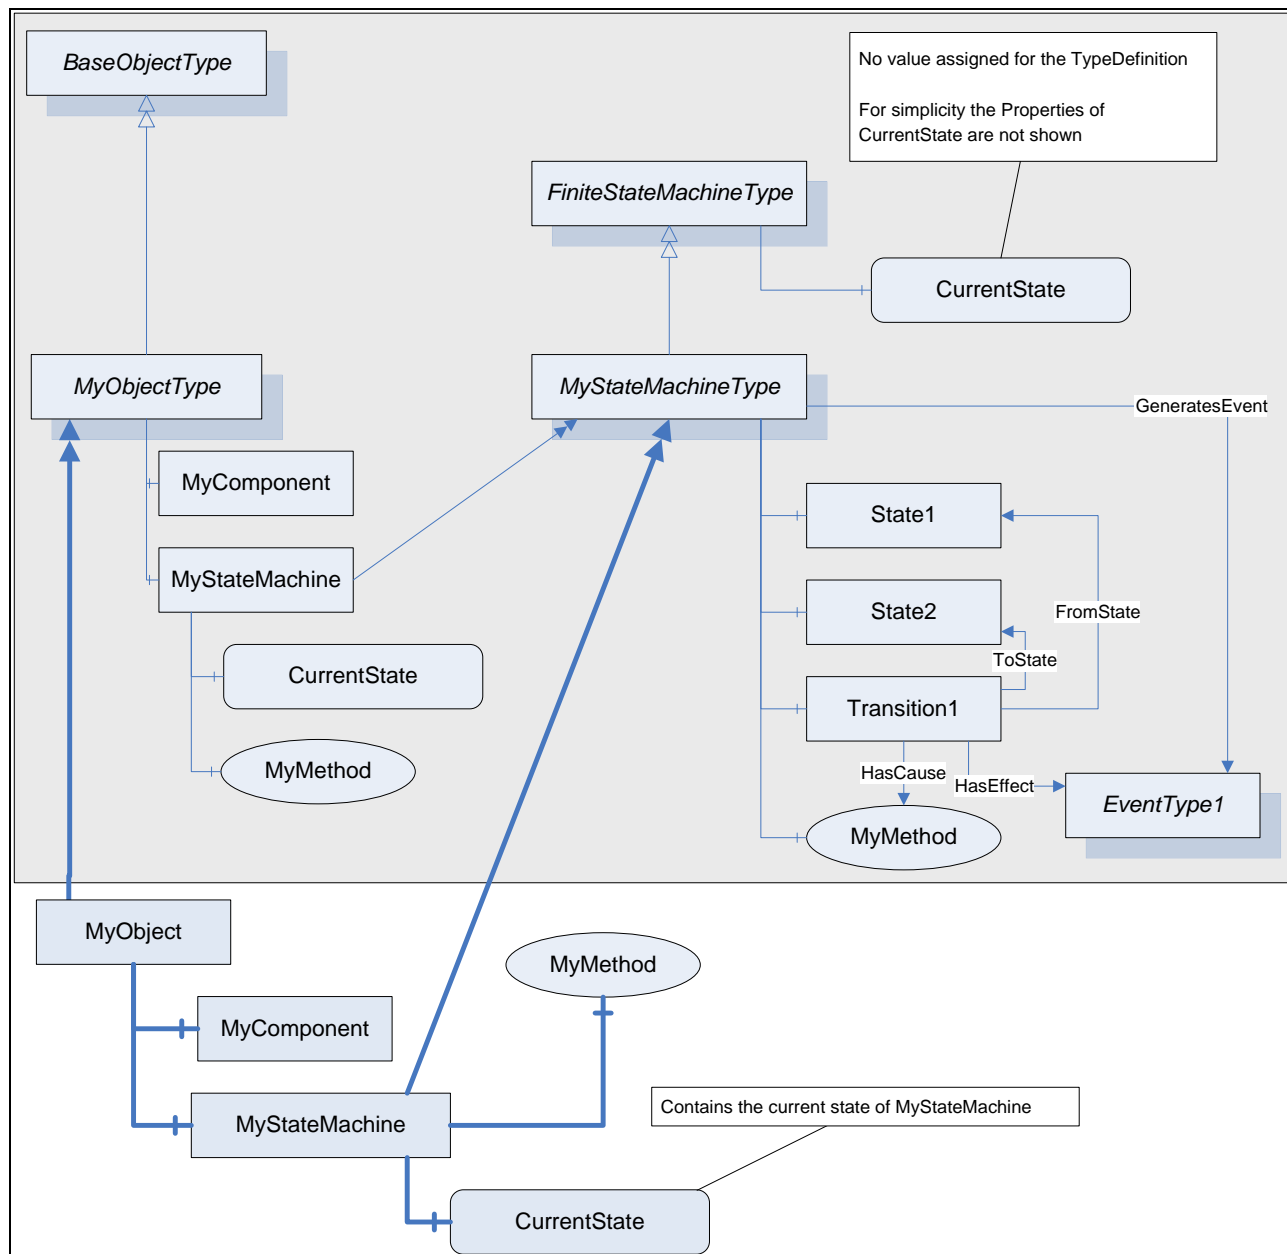 BaseObjectType
No value assigned for the TypeDefinition
For simplicity the Properties of
CurrentState are not shown
FiniteStateMachineType
CurrentState
MyObjectType
MyStateMachineType
GeneratesEvent
MyComponent
State1
MyStateMachine
State2
FromState
ToState
CurrentState
Transition1
MyMethod
HasCause
HasEffect
EventType1
MyMethod
MyObject
MyMethod
MyComponent
Contains the current state of MyStateMachine
MyStateMachine
CurrentState